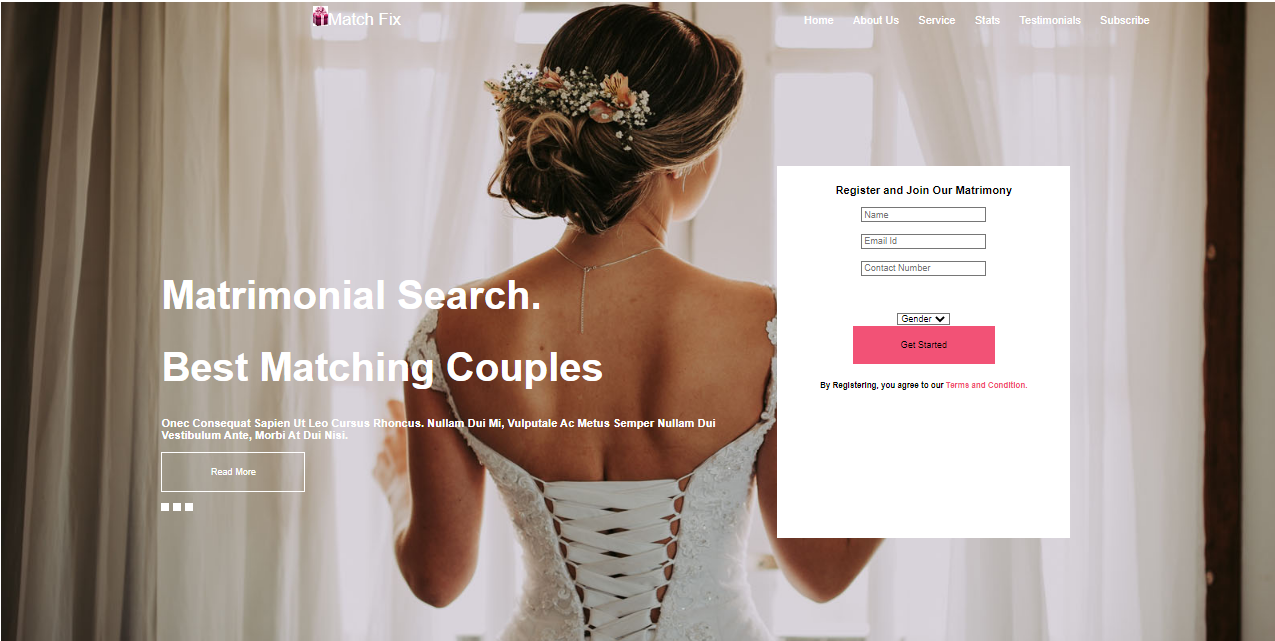 Match Fix
Home About Us Service Stats Testimonials Subscribe
Register and Join Our Matrimony
Name
Email Id
Contact Number
Gender
Get Started
By Registering, you agree to our Terms and Condition.
Matrimonial Search.
Best Matching Couples
Onec Consequat Sapien Ut Leo Cursus Rhoncus. Nullam Dui Mi, Vulputale Ac Metus Semper Nullam Dui
Vestibulum Ante, Morbi At Dui Nisi.
Read More